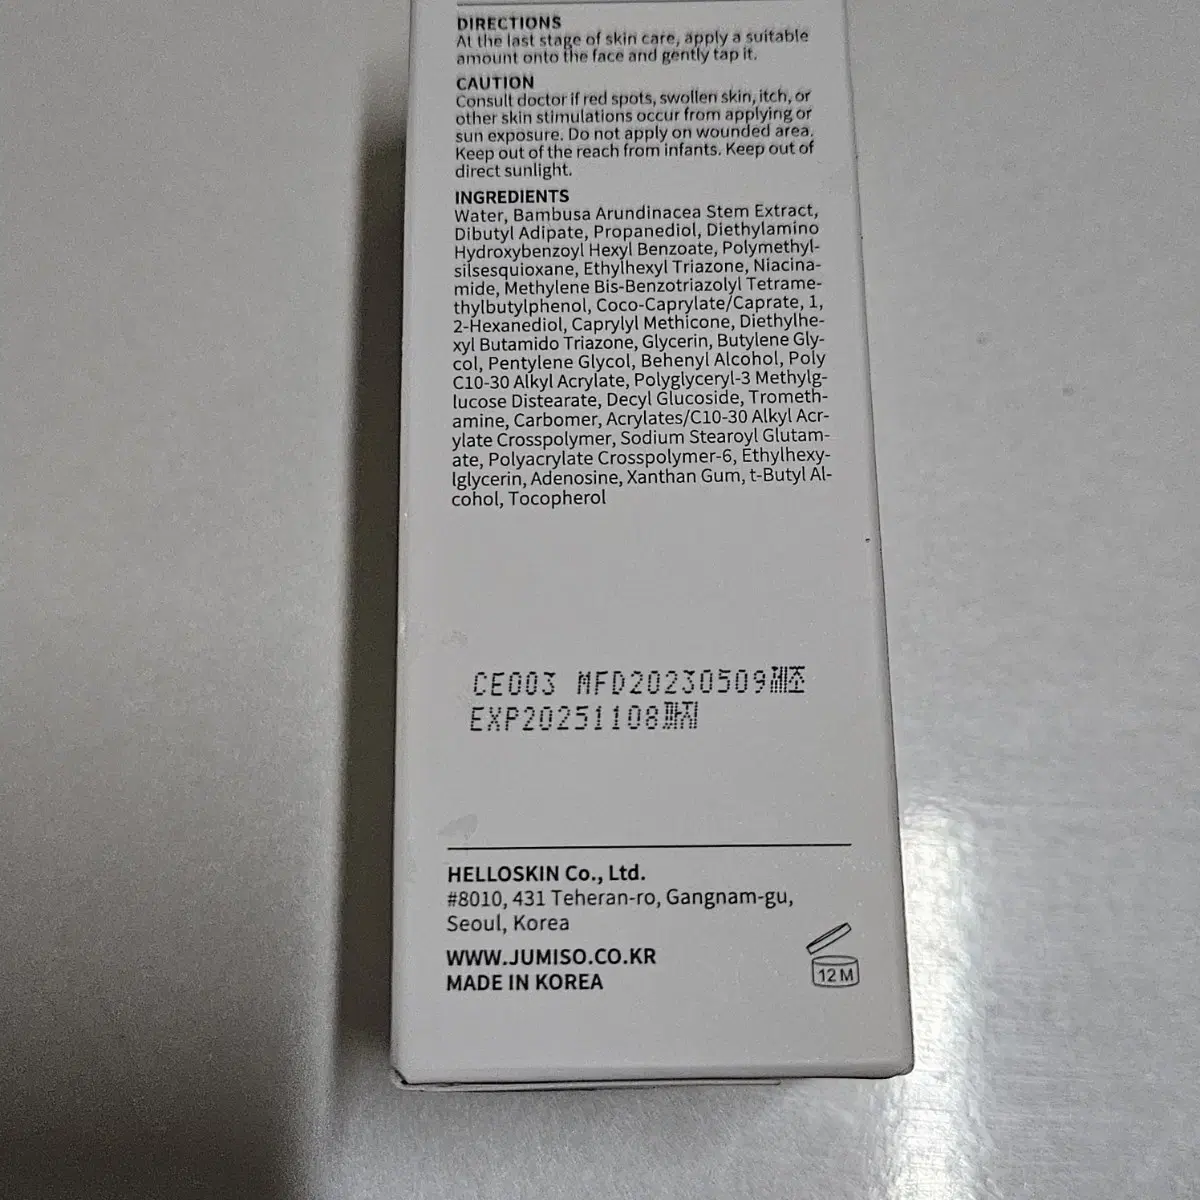 DIRECTIONS
At the last stage of skin care, apply a suitable
amount onto the face and gently tap it.
CAUTION
Consult doctor if red spots, swollen skin, itch, or
other skin stimulations occur from applying or
sun exposure. Do not apply on wounded area.
Keep out of the reach from infants. Keep out of
direct sunlight.
INGREDIENTS
Water, Bambusa Arundinacea Stem Extract,
Dibutyl Adipate, Propanediol, Diethylamino
Hydroxybenzoyl Hexyl Benzoate, Polymethyl-
silsesquioxane, Ethylhexyl Triazone, Niacina-
mide, Methylene Bis-Benzotriazolyl Tetrame-
thylbutylphenol, Coco-Caprylate/Caprate, 1,
2-Hexanediol, Caprylyl Methicone, Diethylhe-
xyl Butamido Triazone, Glycerin, Butylene Gly-
col, Pentylene Glycol, Behenyl Alcohol, Poly
C10-30 Alkyl Acrylate, Polyglyceryl-3 Methylg-
lucose Distearate, Decyl Glucoside, Trometh-
amine, Carbomer, Acrylates/C10-30 Alkyl Acr-
ylate Crosspolymer, Sodium Stearoyl Glutam-
ate, Polyacrylate Crosspolymer-6, Ethylhexy-
lglycerin, Adenosine, Xanthan Gum, t-Butyl Al-
cohol, Tocopherol
CE003 MFD20230509제조
EXP20251108까지
HELLOSKIN Co., Ltd.
#8010, 431 Teheran-ro, Gangnam-gu,
Seoul, Korea
WWW.JUMISO.CO.KR
MADE IN KOREA
12 M